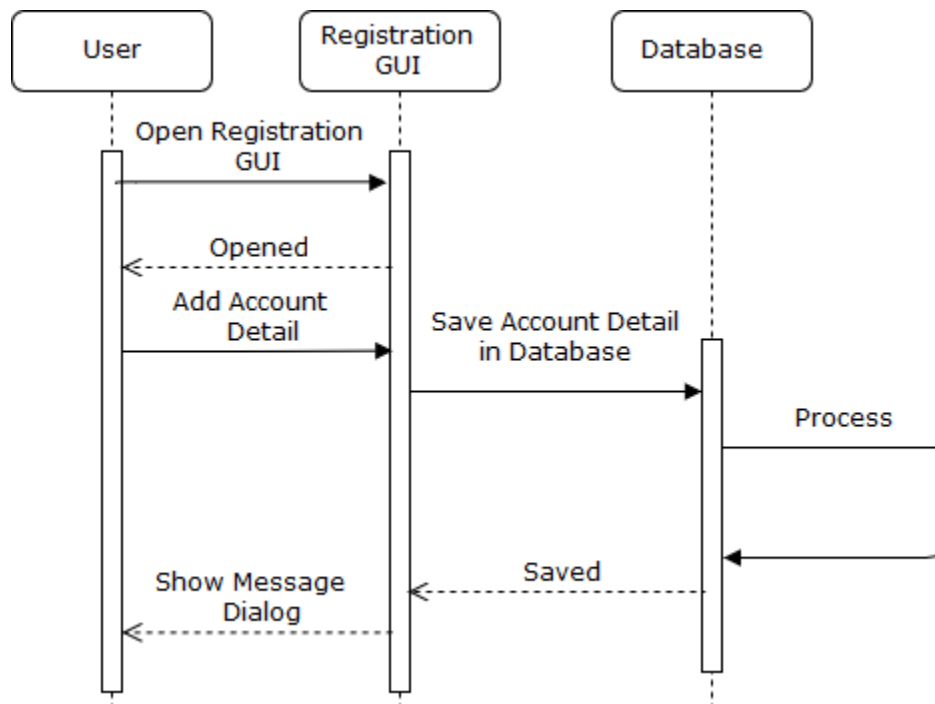 User
Registration
GUI
Database
Open Registration
GUI
Opened
Add Account
Detail
Save Account Detail
in Database
Process
Saved
Show Message
Dialog